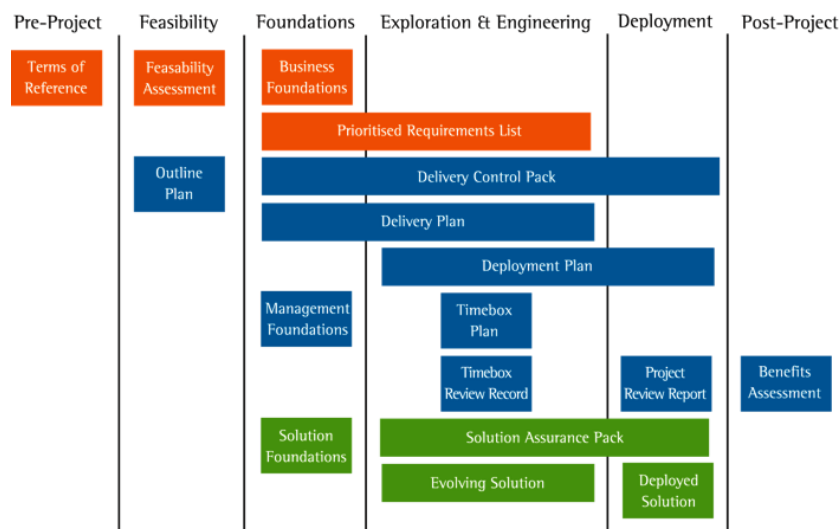 Pre-Project
Feasibility
Foundations
Exploration & Engineering
Deployment
Post-Project
Terms of
Reference
Feasability
Assessment
Business
Foundations
Prioritised Requirements List
Outline
Plan
Delivery Control Pack
Delivery Plan
Deployment Plan
Management
Foundations
Timebox
Plan
Timebox
Review Record
Project
Review Report
Benefits
Assessment
Solution
Foundations
Solution Assurance Pack
Evolving Solution
Deployed
Solution